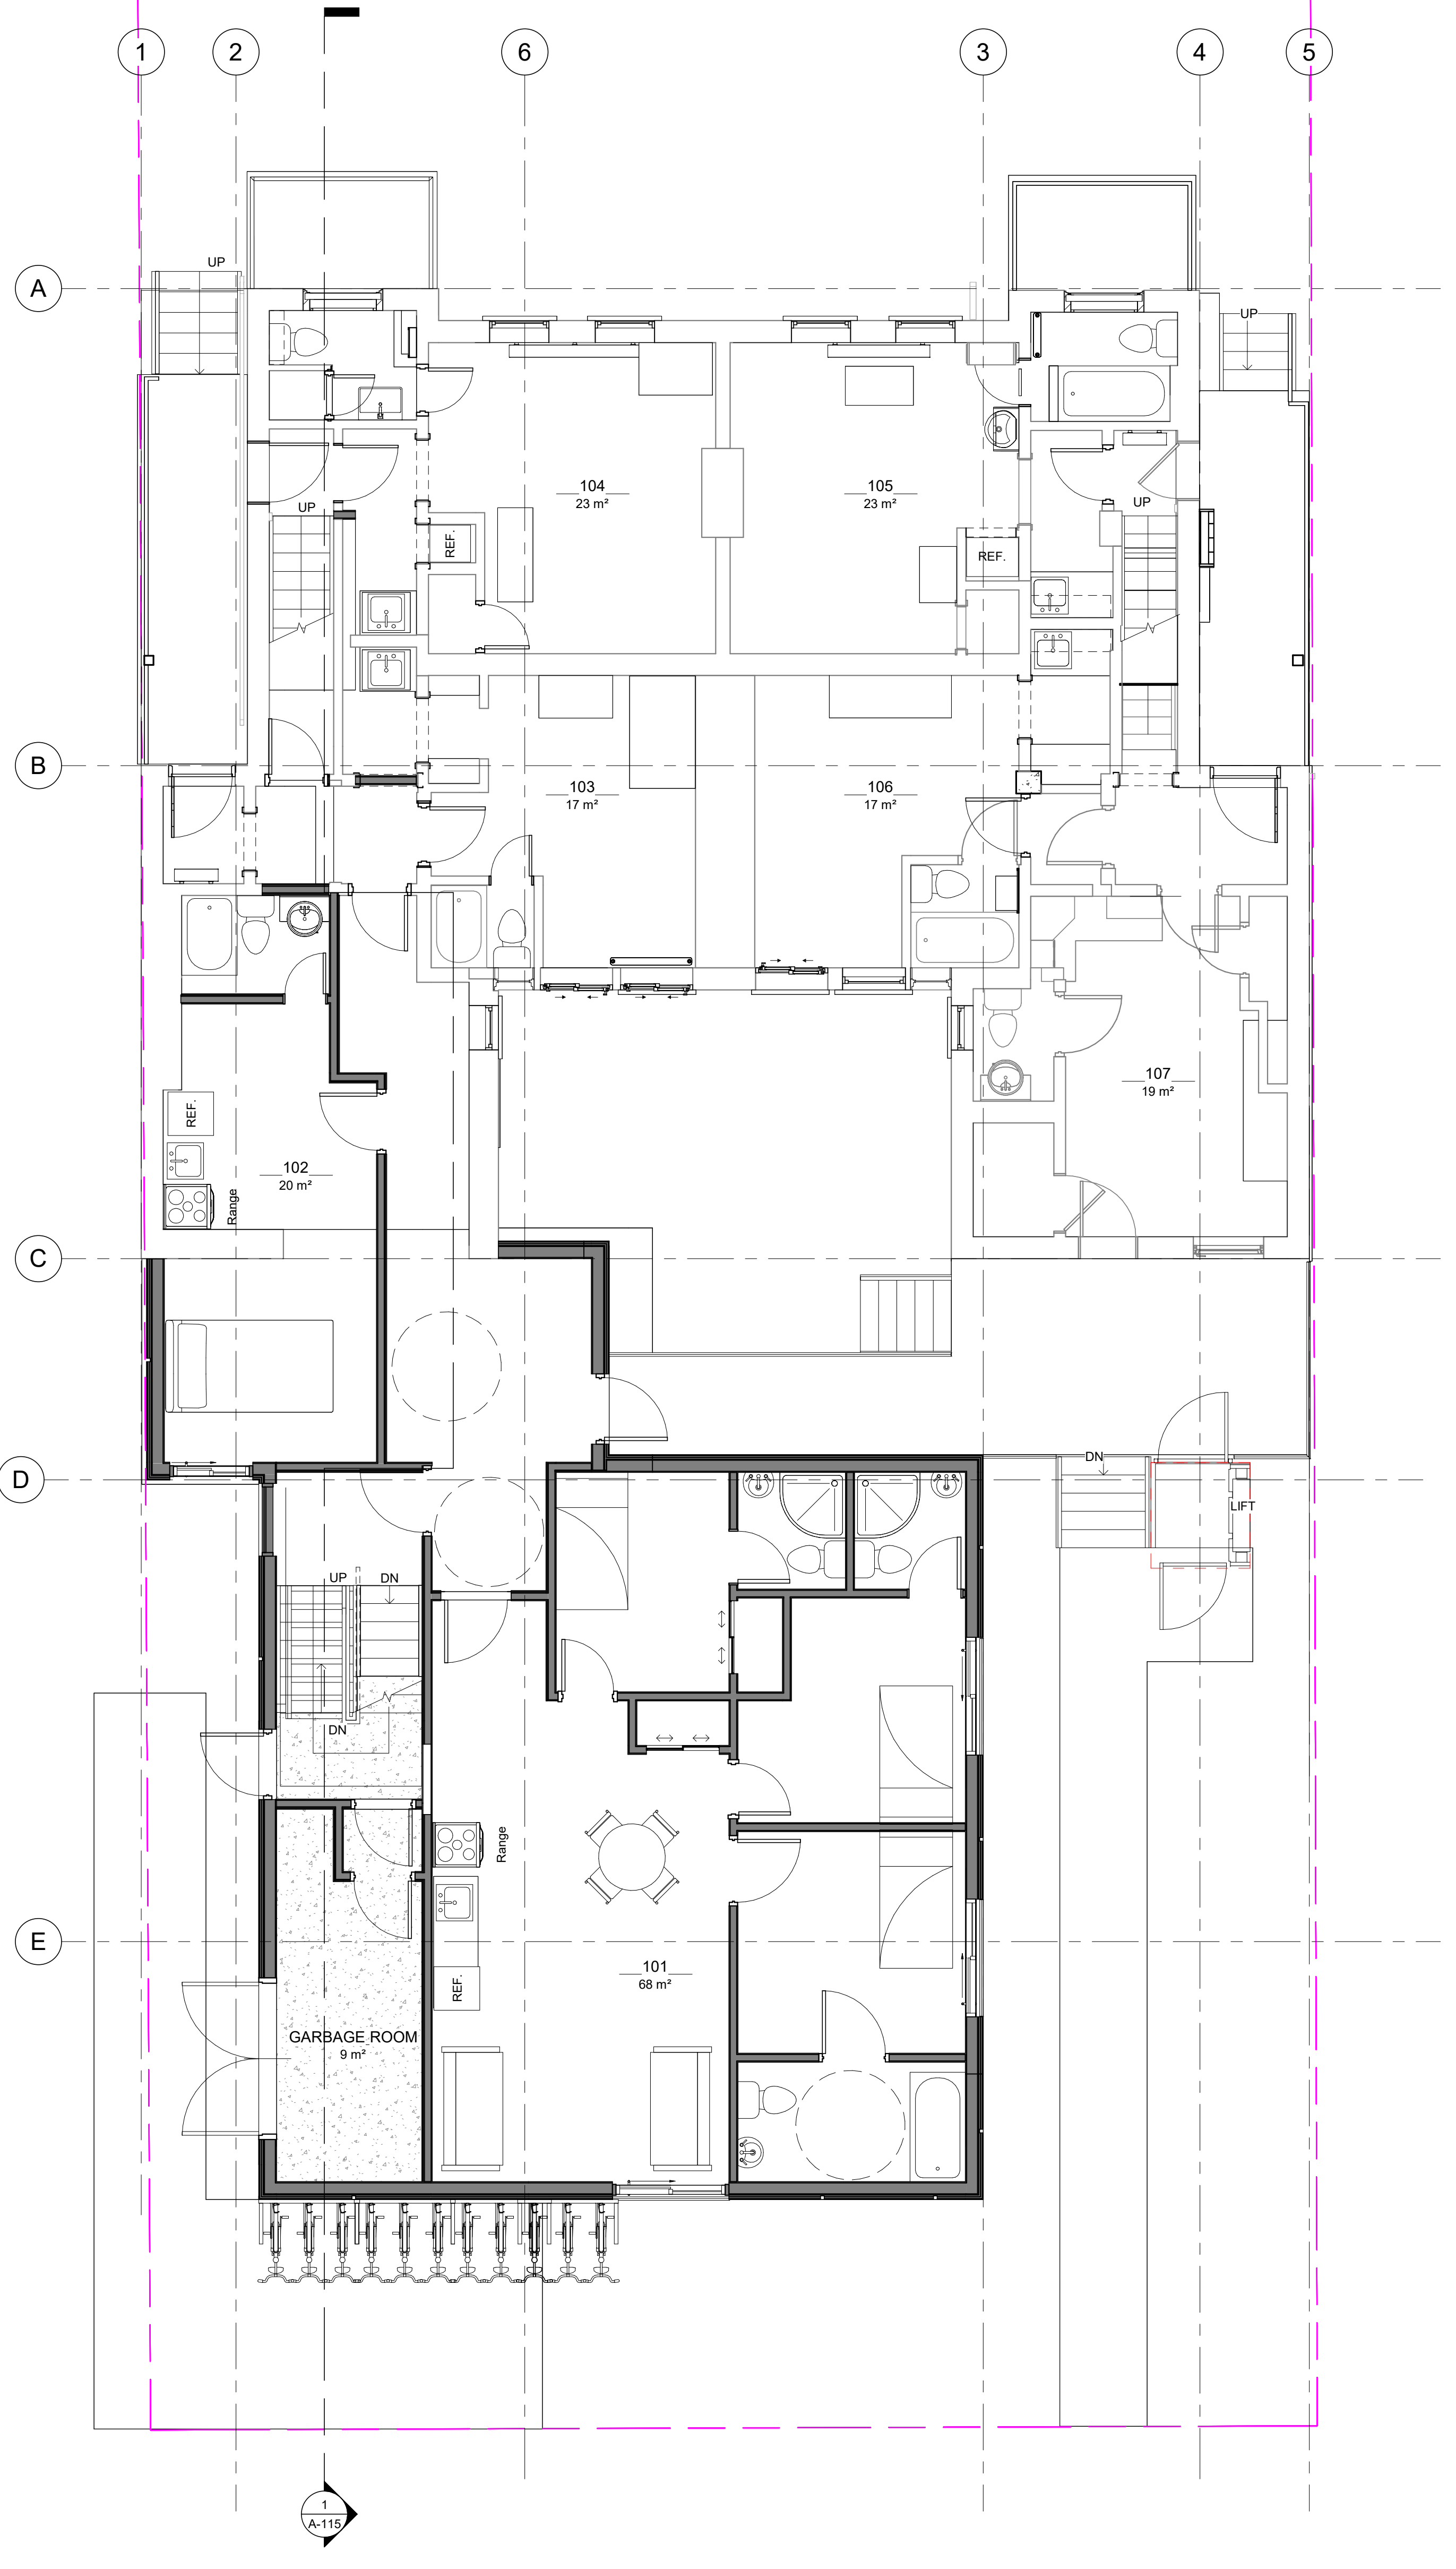 1
2
6
3
4
5
A
UP
UP
104
23 m²
105
23 m²
UP
UP
REF.
REF.
B
103
17 m²
106
17 m²
107
19 m²
REF.
102
20 m²
Range
C
D
DN
LIFT
UP
DN
DN
Range
E
101
68 m²
REF.
GARBAGE ROOM
9 m²
1
A-115